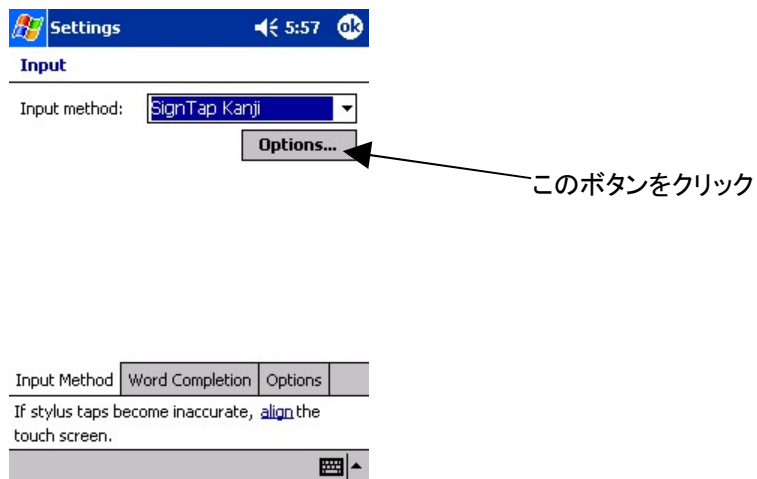 Settings 5:57 ok
Input
Input method: SignTap Kanji
Options...
このボタンをクリック
Input Method Word Completion Options
If stylus taps become inaccurate, align the
touch screen.